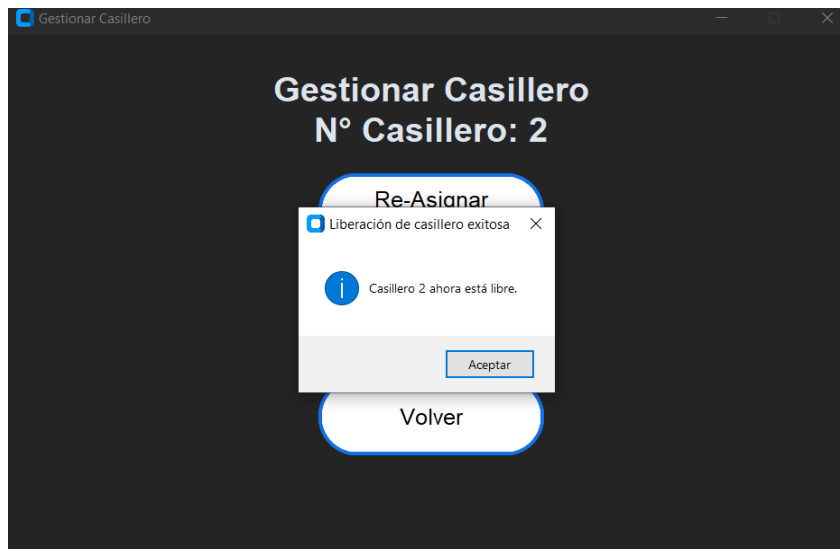 Gestionar Casillero
Gestionar Casillero
N° Casillero: 2
Re-Asignar
Liberación de casillero exitosa
Casillero 2 ahora está libre.
Aceptar
Volver